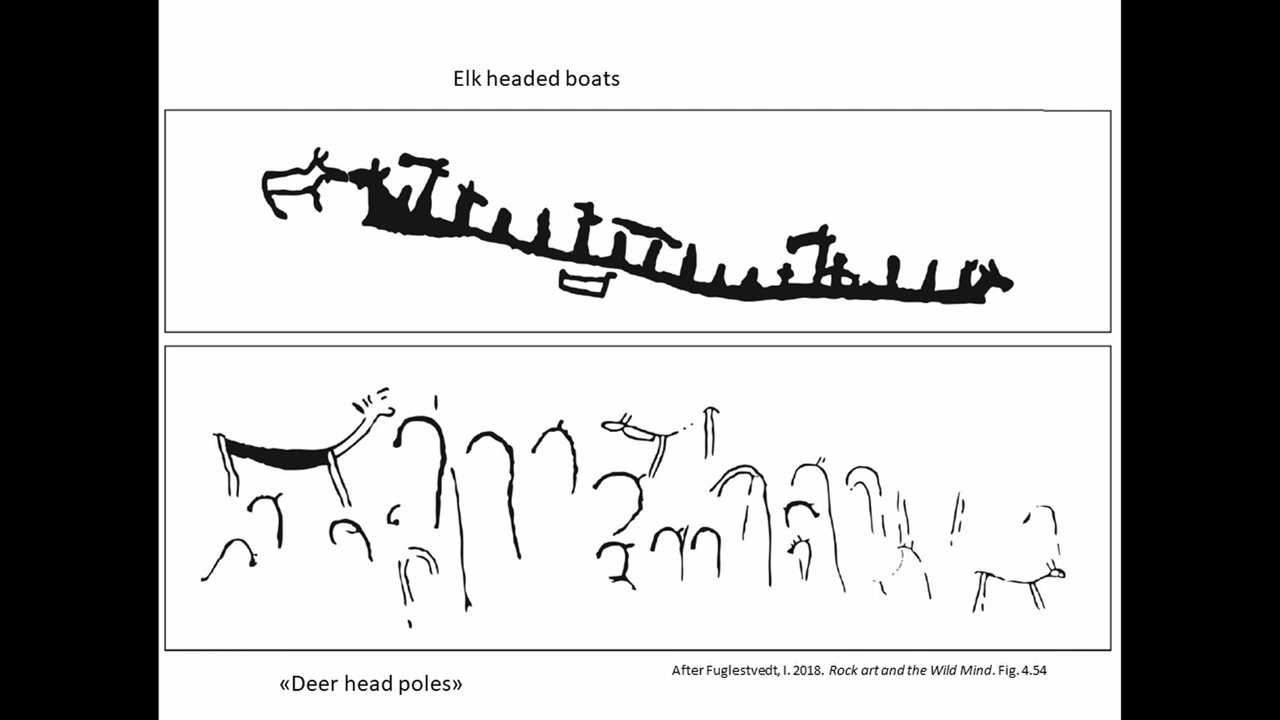 Elk headed boats
After Fuglestvedt, I. 2018. Rock art and the Wild Mind. Fig. 4.54
«Deer head poles»